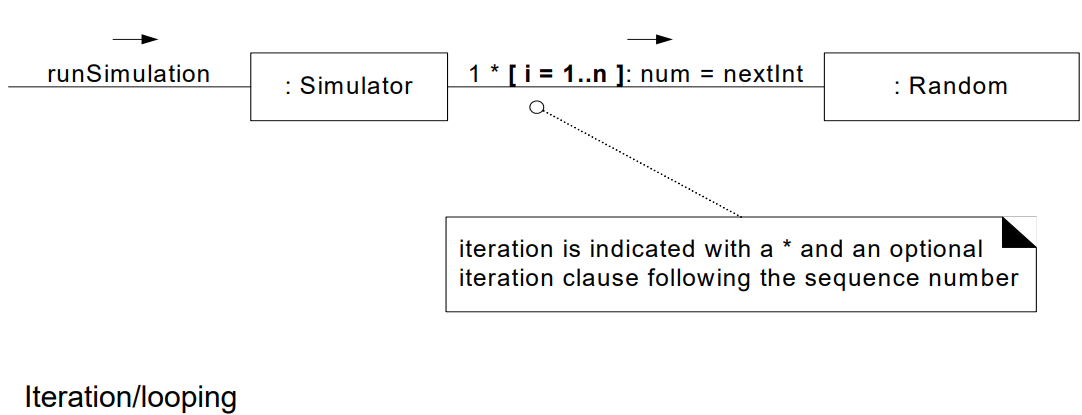 runSimulation
: Simulator
1 * [ i = 1..n ]: num = nextInt
: Random
iteration is indicated with a * and an optional
iteration clause following the sequence number
Iteration/looping